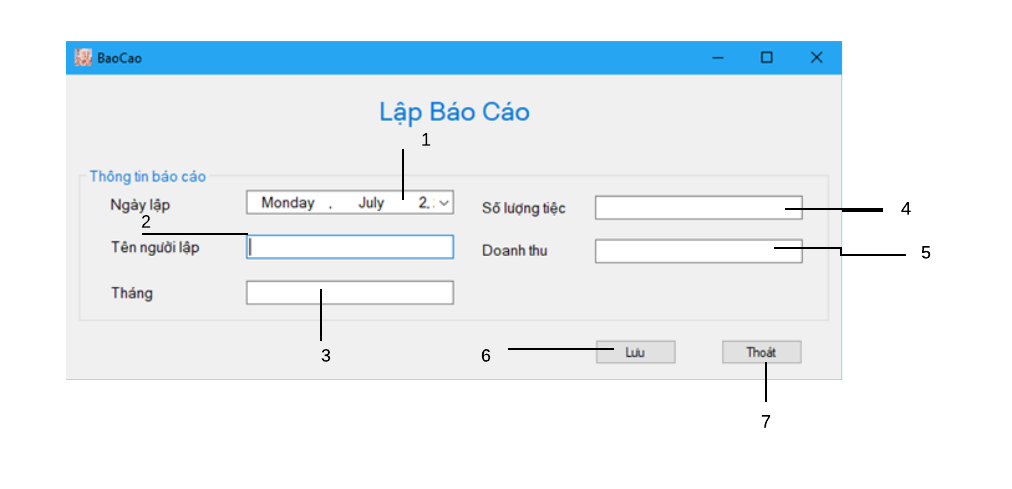 BaoCao
Lập Báo Cáo
1
Thông tin báo cáo
Ngày lập
Monday , July 2,
Số lượng tiệc
4
2
Tên người lập
Doanh thu
5
Tháng
3
6
Lưu
Thoát
7